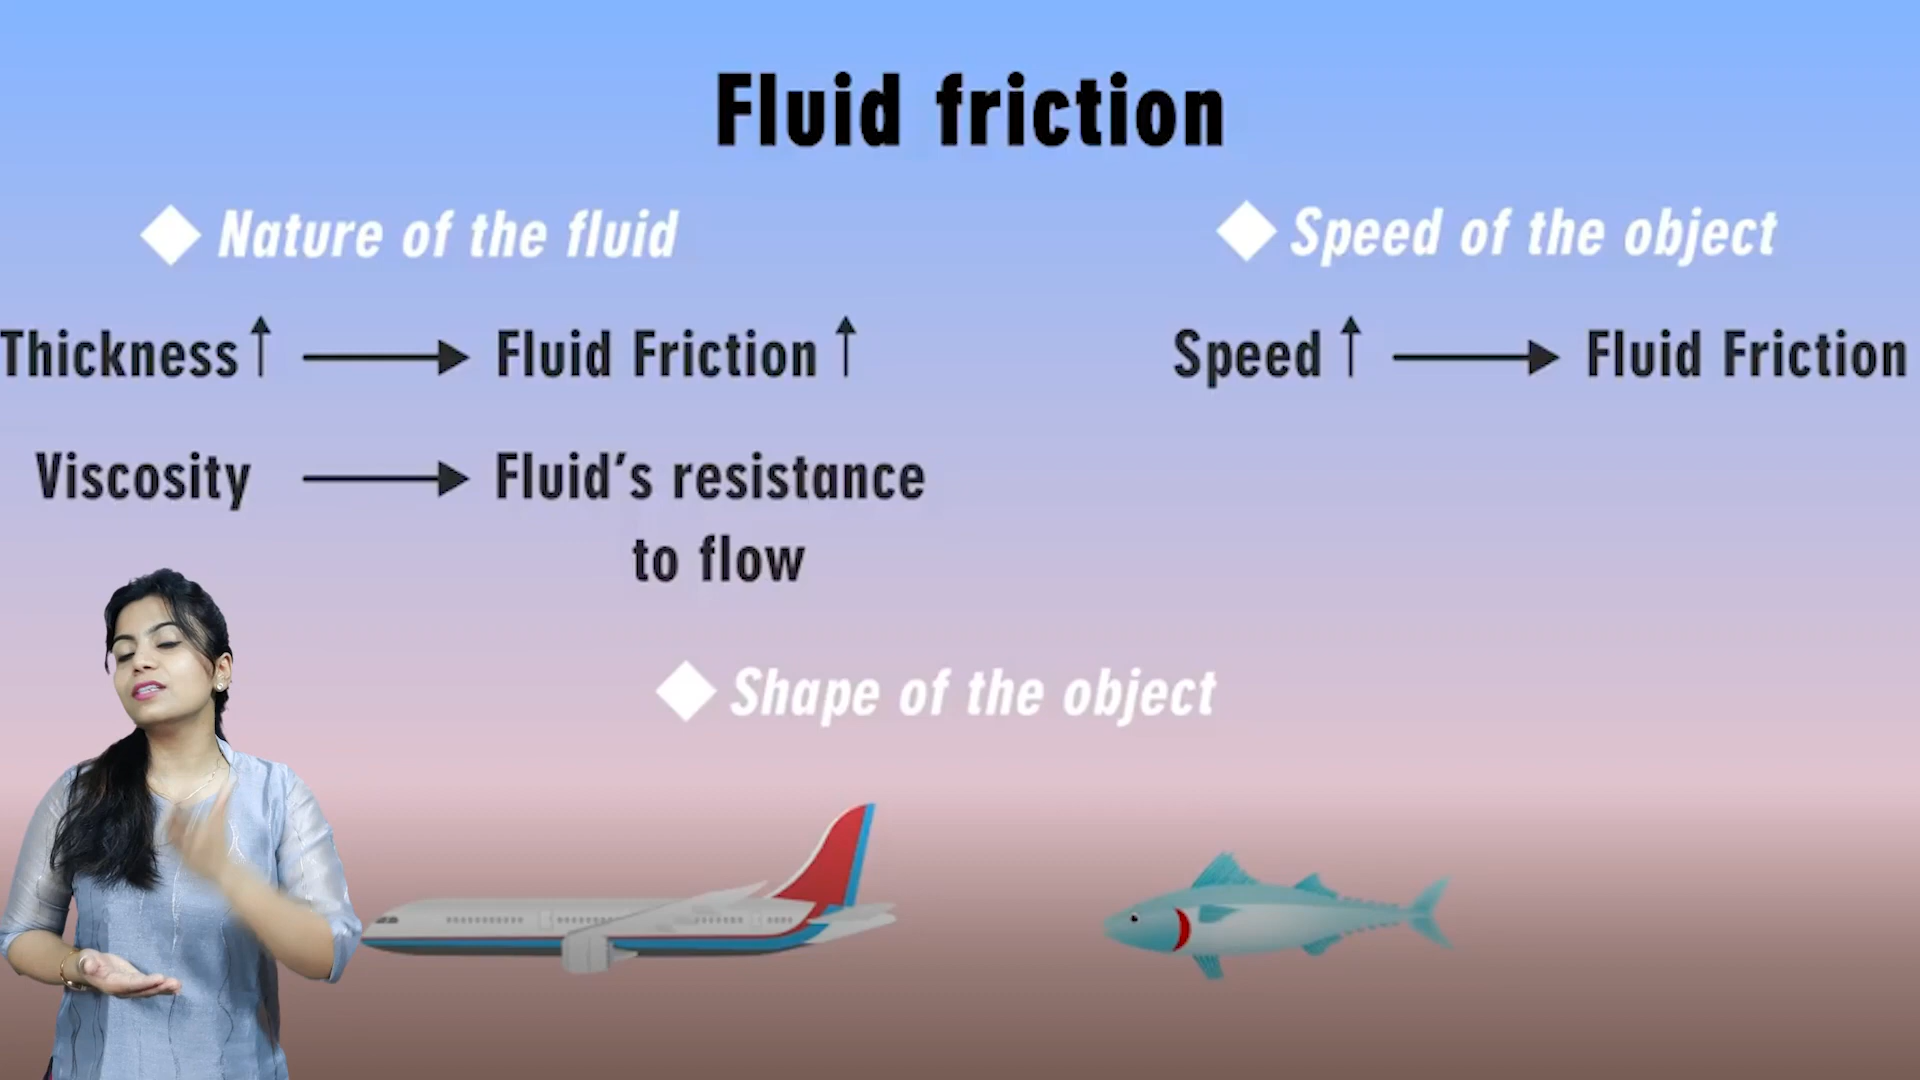 Fluid friction
◆ Nature of the fluid
Thickness↑ → Fluid Friction↑
Viscosity → Fluid's resistance
to flow
◆ Speed of the object
Speed↑ → Fluid Friction
◆ Shape of the object